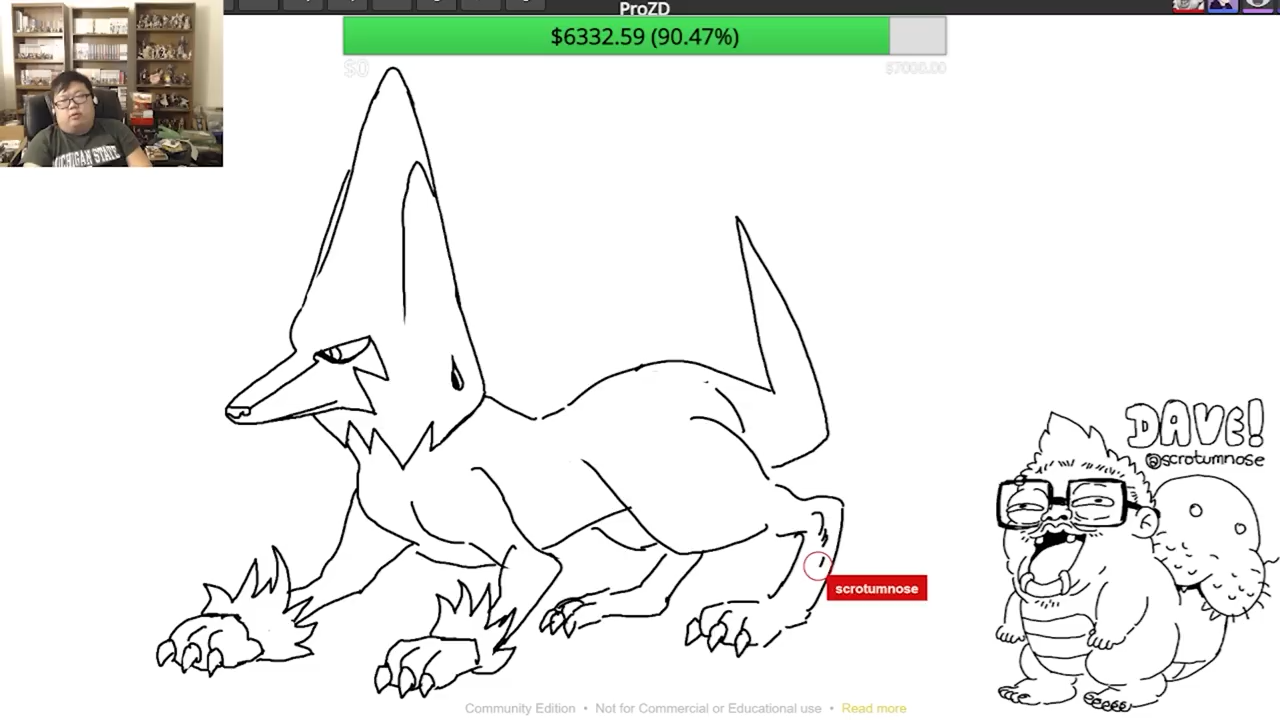 ProZD
$6332.59 (90.47%)
$0
$7000.00
MICHIGAN STATE
DAVE!
@scrotumnose
scrotumnose
Community Edition • Not for Commercial or Educational use • Read more